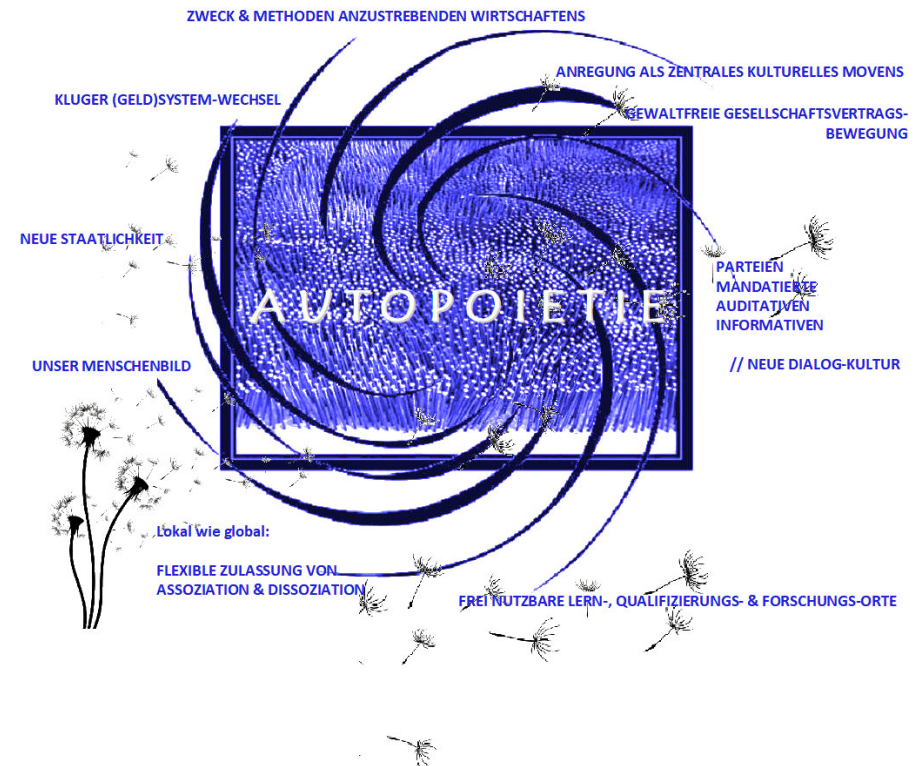 ZWECK & METHODEN ANZUSTREBENDEN WIRTSCHAFTENS
ANREGUNG ALS ZENTRALES KULTURELLES MOVENS
KLUGER (GELD)SYSTEM-WECHSEL
GEWALTFREIE GESELLSCHAFTSVERTRAGS-
BEWEGUNG
NEUE STAATLICHKEIT
PARTEIEN
MANDATIERTE
AUDITATIVEN
INFORMATIVEN
AUTOPOIETIE
// NEUE DIALOG-KULTUR
UNSER MENSCHENBILD
Lokal wie global:
FLEXIBLE ZULASSUNG VON
ASSOZIATION & DISSOZIATION
FREI NUTZBARE LERN-, QUALIFIZIERUNGS- & FORSCHUNGS-ORTE